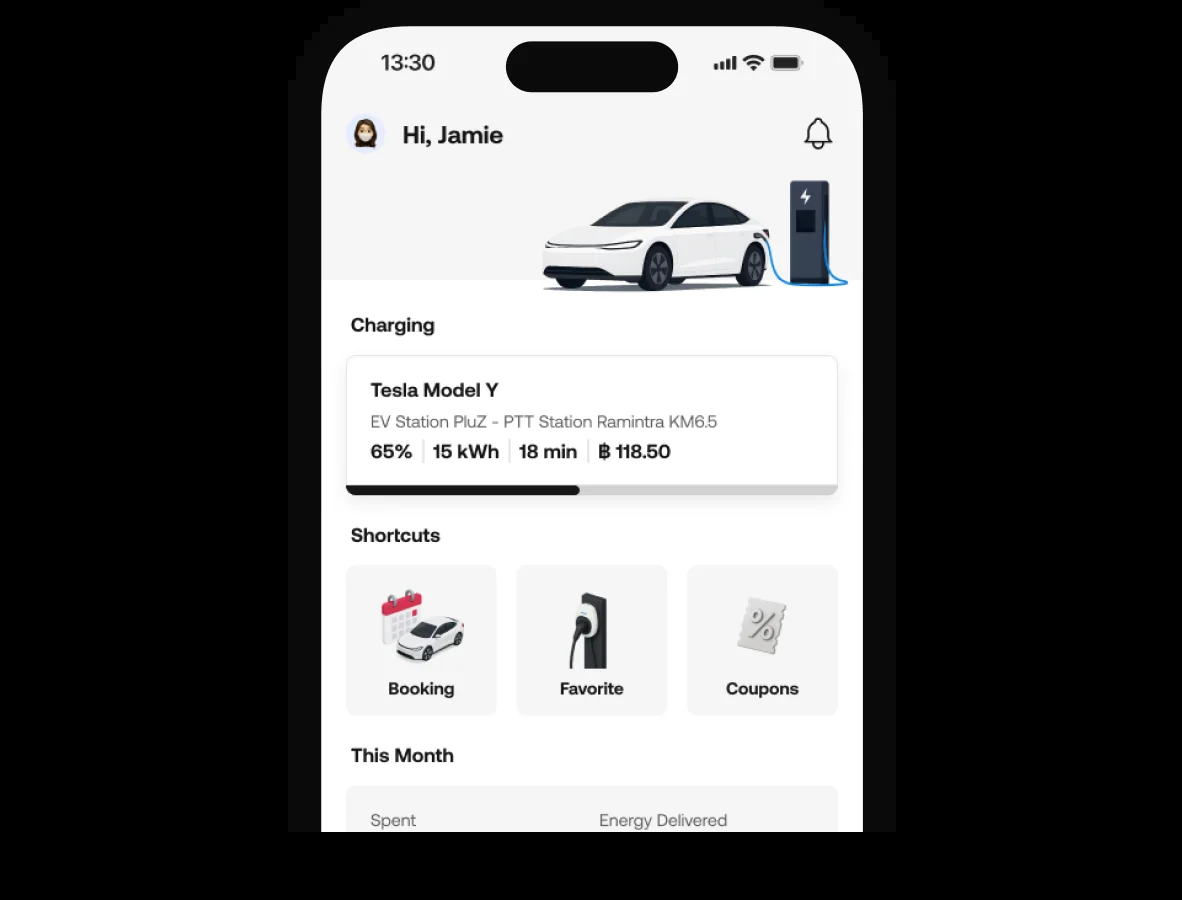 13:30
Hi, Jamie
Charging
Tesla Model Y
EV Station PluZ - PTT Station Ramintra KM6.5
65% 15 kWh 18 min ฿ 118.50
Shortcuts
Booking Favorite Coupons
This Month
Spent Energy Delivered